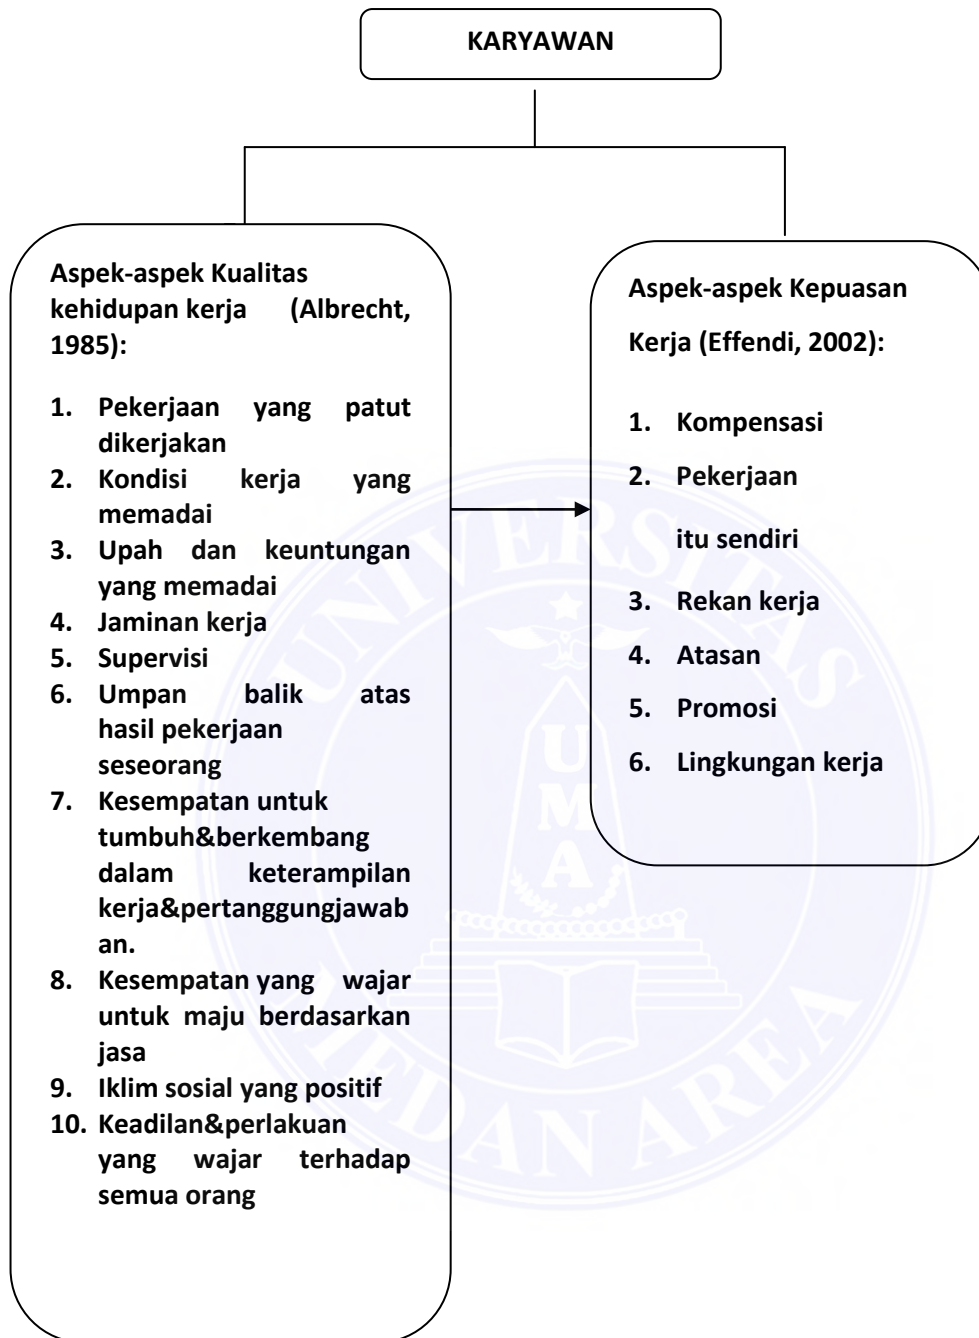 KARYAWAN
Aspek-aspek Kualitas
kehidupan kerja (Albrecht,
1985):
1. Pekerjaan yang patut
dikerjakan
2. Kondisi kerja yang
memadai
3. Upah dan keuntungan
yang memadai
4. Jaminan kerja
5. Supervisi
6. Umpan balik atas
hasil pekerjaan
seseorang
7. Kesempatan untuk
tumbuh&berkembang
dalam keterampilan
kerja&pertanggungjawab
an.
8. Kesempatan yang wajar
untuk maju berdasarkan
jasa
9. Iklim sosial yang positif
10. Keadilan&perlakuan
yang wajar terhadap
semua orang
Aspek-aspek Kepuasan
Kerja (Effendi, 2002):
1. Kompensasi
2. Pekerjaan
itu sendiri
3. Rekan kerja
4. Atasan
5. Promosi
6. Lingkungan kerja
UNIVERSITAS
U
M
A
MEDAN AREA